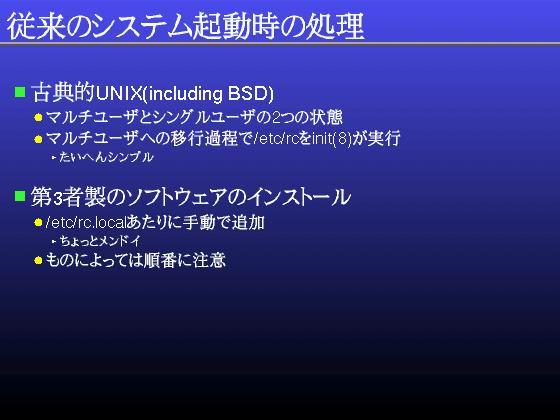 従来のシステム起動時の処理
古典的UNIX(including BSD)
マルチユーザとシングルユーザの2つの状態
マルチユーザへの移行過程で/etc/rcをinit(8)が実行
たいへんシンプル
第3者製のソフトウェアのインストール
/etc/rc.localあたりに手動で追加
ちょっとメンドイ
ものによっては順番に注意